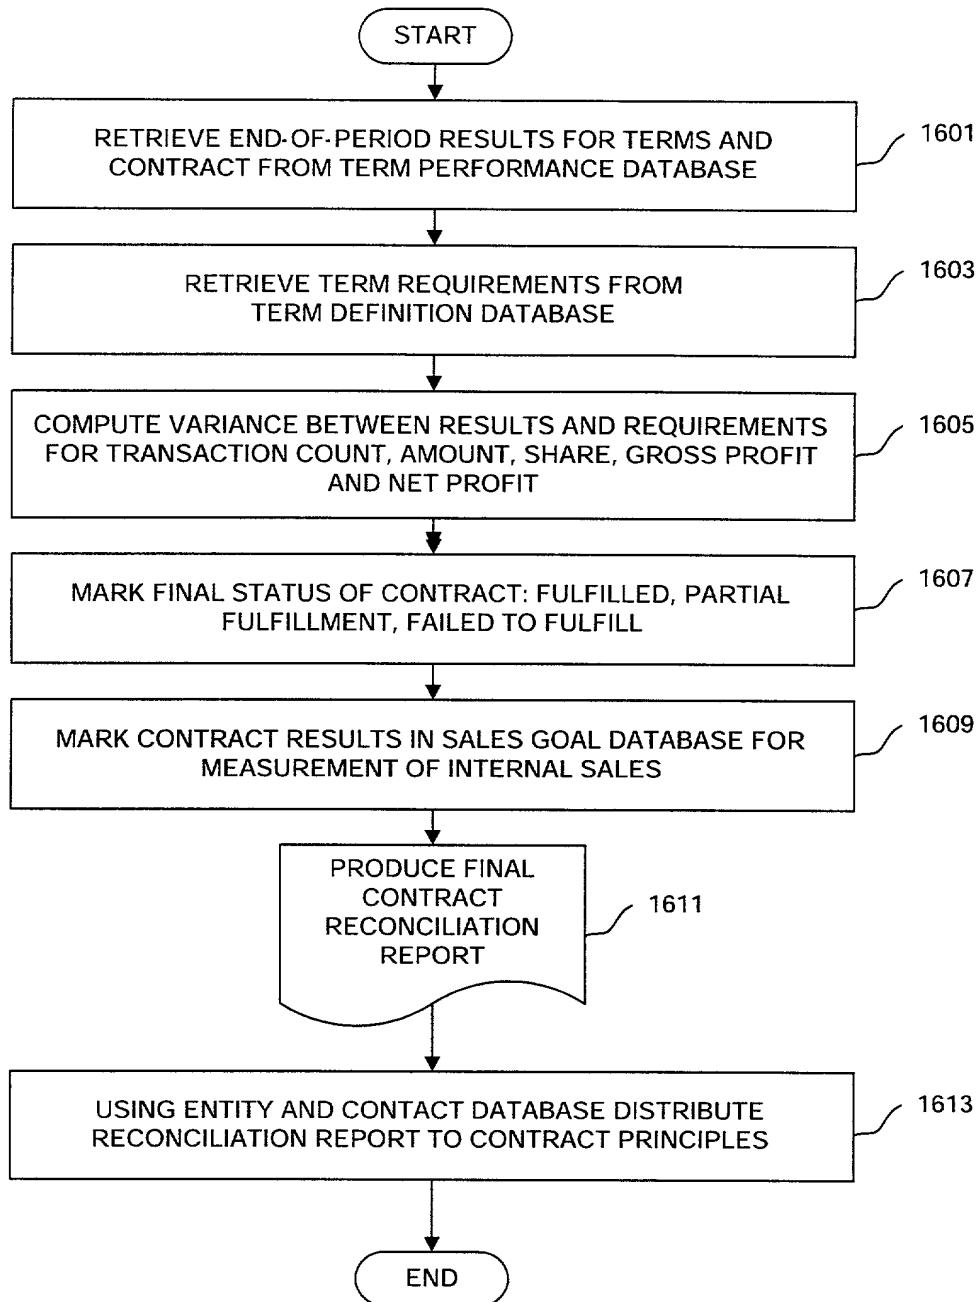 START
RETRIEVE END-OF-PERIOD RESULTS FOR TERMS AND
CONTRACT FROM TERM PERFORMANCE DATABASE
1601
RETRIEVE TERM REQUIREMENTS FROM
TERM DEFINITION DATABASE
1603
COMPUTE VARIANCE BETWEEN RESULTS AND REQUIREMENTS
FOR TRANSACTION COUNT, AMOUNT, SHARE, GROSS PROFIT
AND NET PROFIT
1605
MARK FINAL STATUS OF CONTRACT: FULFILLED, PARTIAL
FULFILLMENT, FAILED TO FULFILL
1607
MARK CONTRACT RESULTS IN SALES GOAL DATABASE FOR
MEASUREMENT OF INTERNAL SALES
1609
PRODUCE FINAL
CONTRACT
RECONCILIATION
REPORT
1611
USING ENTITY AND CONTACT DATABASE DISTRIBUTE
RECONCILIATION REPORT TO CONTRACT PRINCIPLES
1613
END